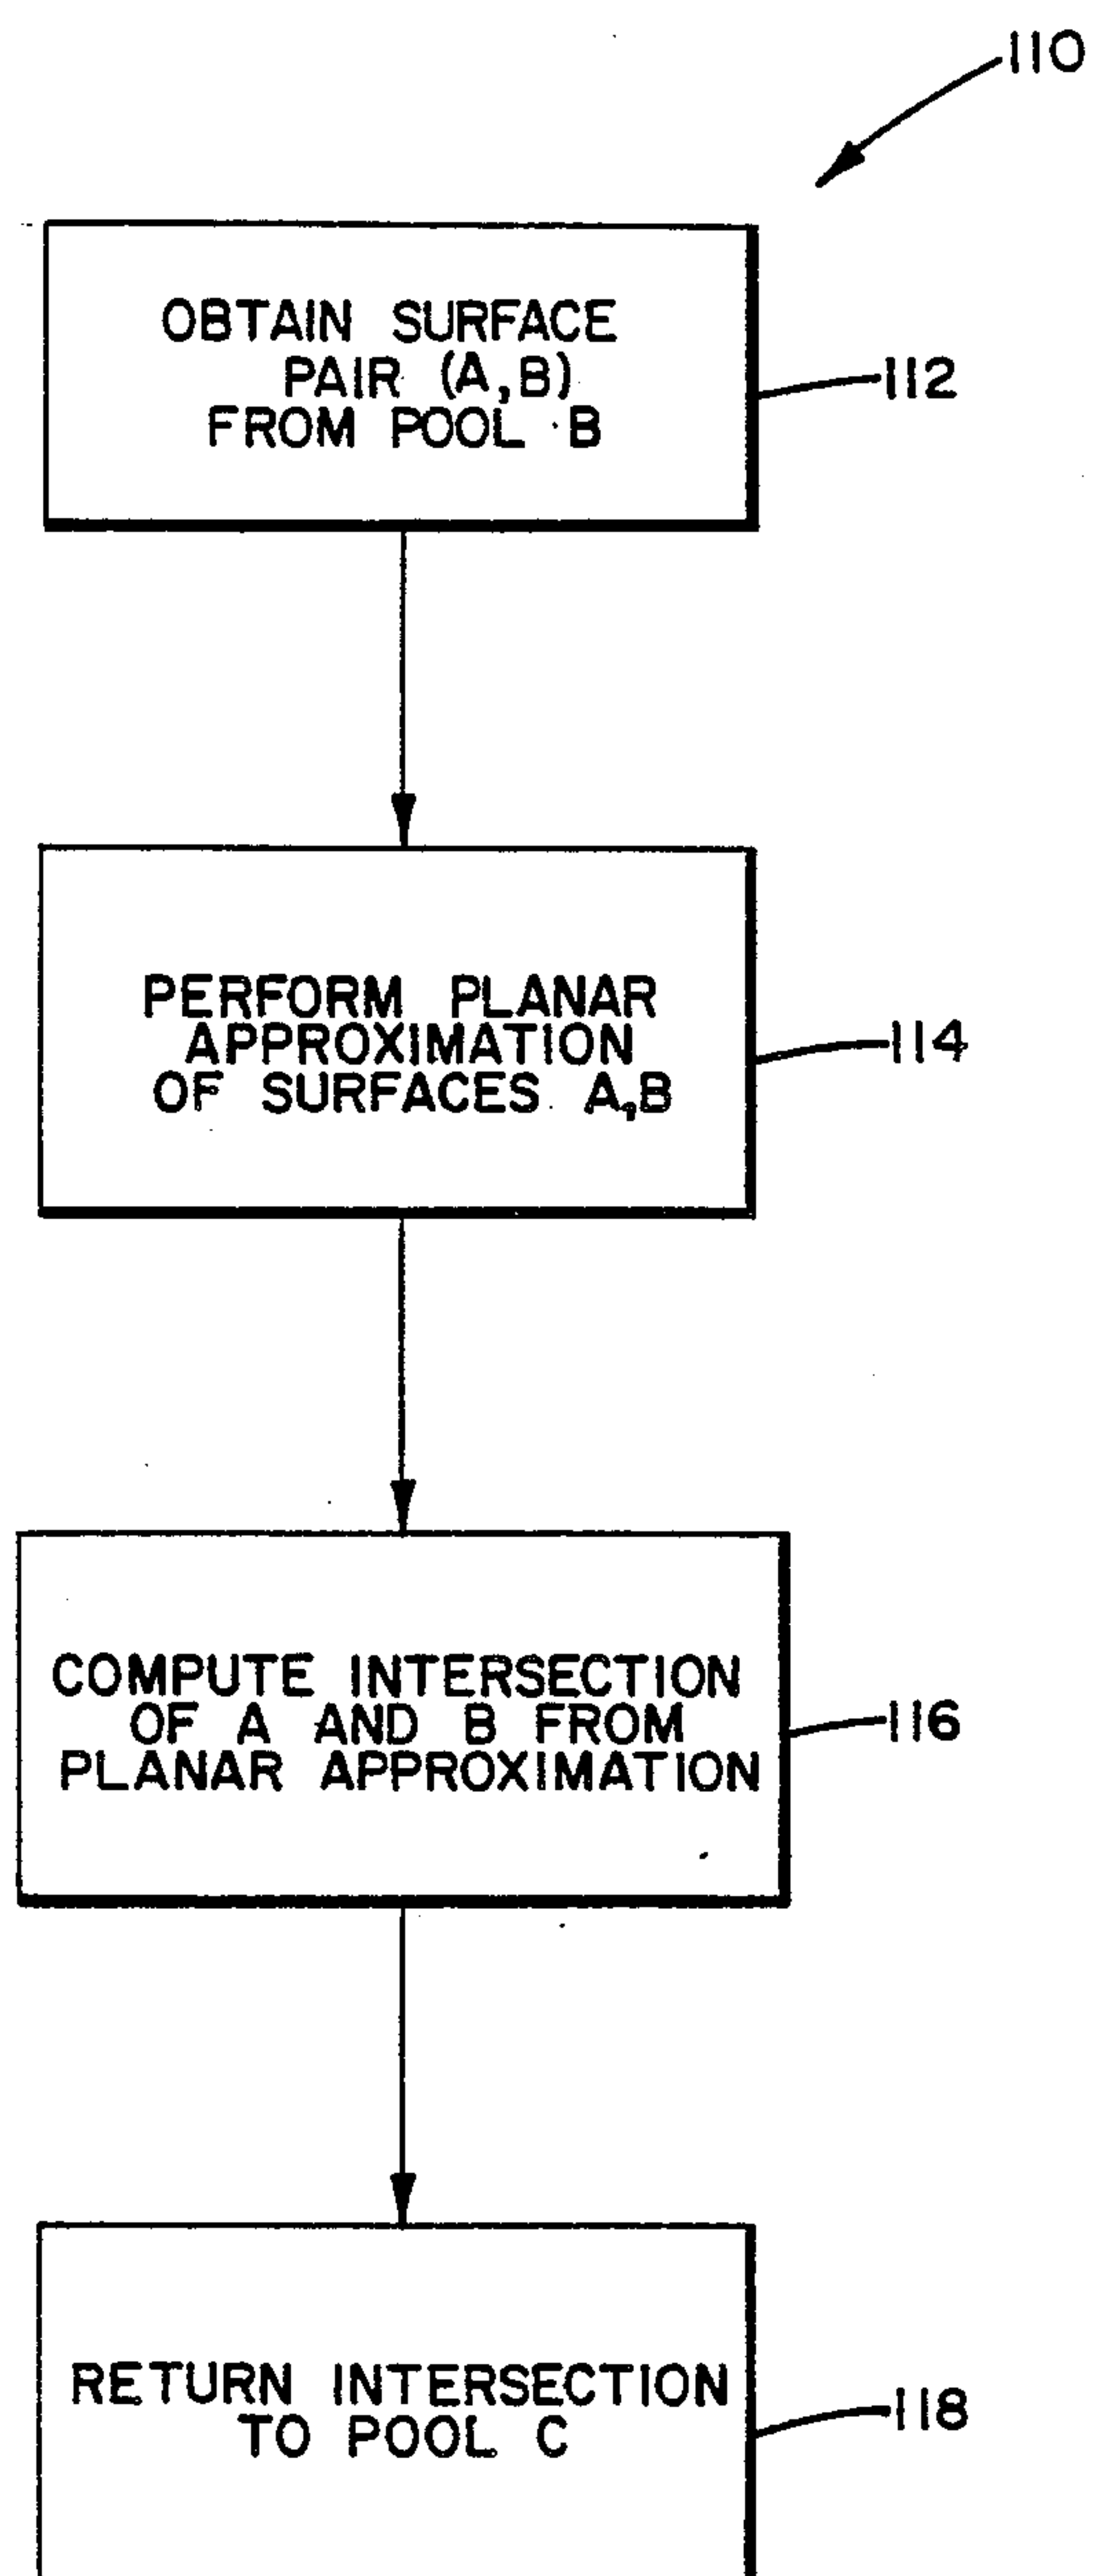 110
OBTAIN SURFACE
PAIR (A,B)
FROM POOL B
112
PERFORM PLANAR
APPROXIMATION
OF SURFACES A,B
114
COMPUTE INTERSECTION
OF A AND B FROM
PLANAR APPROXIMATION
116
RETURN INTERSECTION
TO POOL C
118